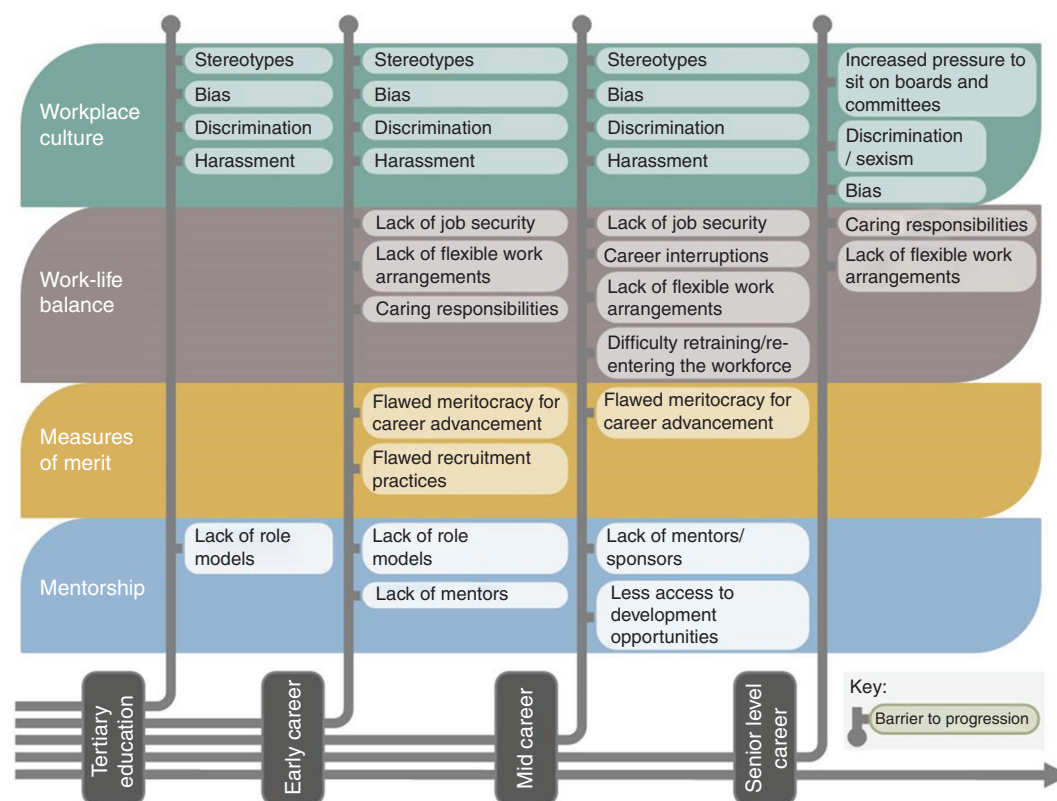 Workplace
culture
Stereotypes
Bias
Discrimination
Harassment
Stereotypes
Bias
Discrimination
Harassment
Stereotypes
Bias
Discrimination
Harassment
Increased pressure to
sit on boards and
committees
Discrimination
/ sexism
Bias
Work-life
balance
Lack of job security
Lack of flexible work
arrangements
Caring responsibilities
Lack of job security
Career interruptions
Lack of flexible work
arrangements
Difficulty retraining/re-
entering the workforce
Caring responsibilities
Lack of flexible work
arrangements
Measures
of merit
Flawed meritocracy for
career advancement
Flawed recruitment
practices
Flawed meritocracy for
career advancement
Mentorship
Lack of role
models
Lack of role
models
Lack of mentors
Lack of mentors/
sponsors
Less access to
development
opportunities
Tertiary
education
Early career
Mid career
Senior level
career
Key:
Barrier to progression